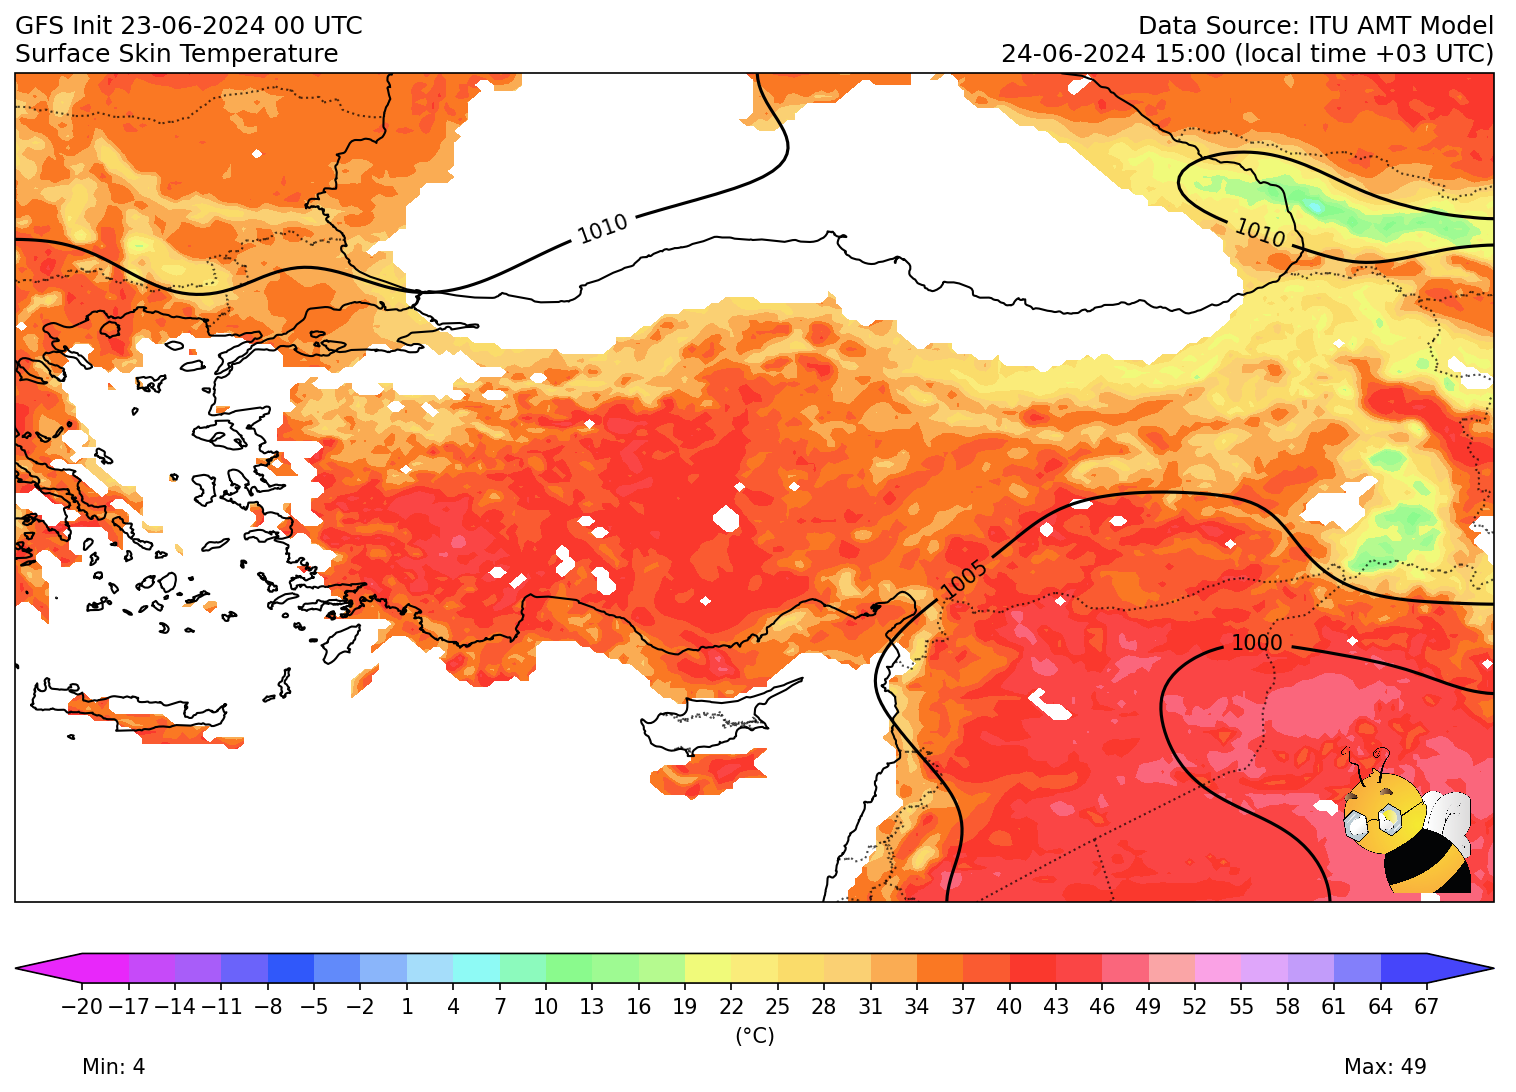 GFS Init 23-06-2024 00 UTC
Data Source: ITU AMT Model
Surface Skin Temperature
24-06-2024 15:00 (local time +03 UTC)
1010
1010
1005
1000
−20 −17 −14 −11 −8 −5 −2 1 4 7 10 13 16 19 22 25 28 31 34 37 40 43 46 49 52 55 58 61 64 67
(°C)
Min: 4
Max: 49